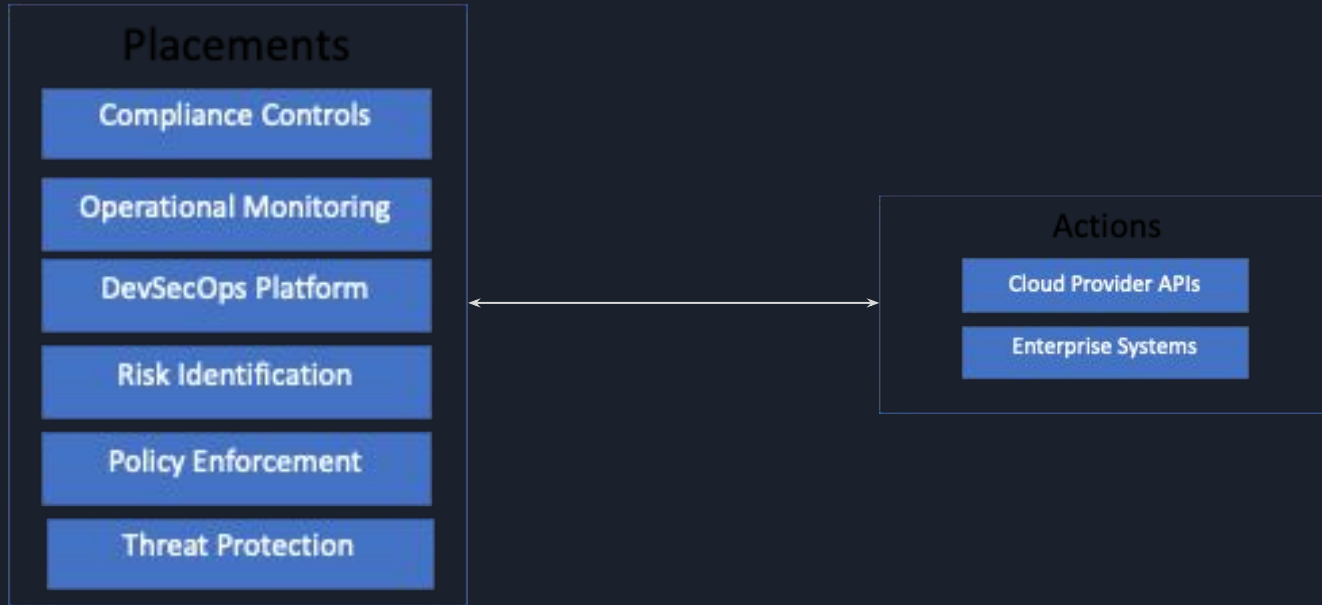 Placements
Compliance Controls
Operational Monitoring
DevSecOps Platform
Risk Identification
Policy Enforcement
Threat Protection
Actions
Cloud Provider APIs
Enterprise Systems